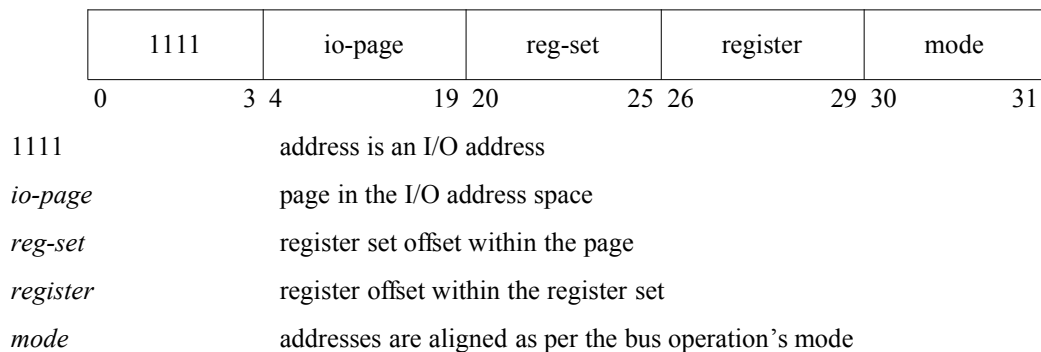 1111 io-page reg-set register mode
0 3 4 19 20 25 26 29 30 31
1111 address is an I/O address
io-page page in the I/O address space
reg-set register set offset within the page
register register offset within the register set
mode addresses are aligned as per the bus operation’s mode